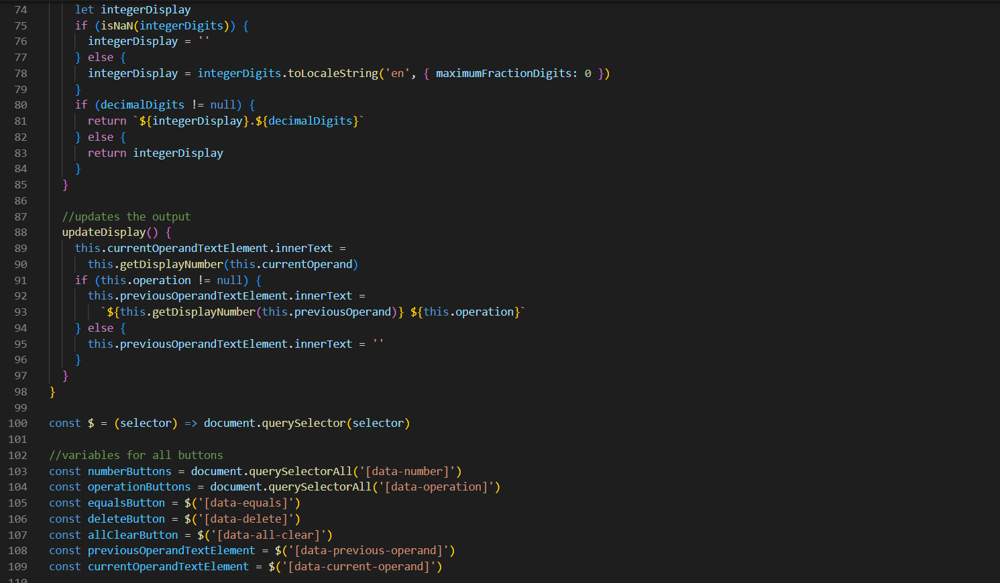 74 let integerDisplay
75 if (isNaN(integerDigits)) {
76 integerDisplay = ''
77 } else {
78 integerDisplay = integerDigits.toLocaleString('en', { maximumFractionDigits: 0 })
79 }
80 if (decimalDigits != null) {
81 return `${integerDisplay}.${decimalDigits}`
82 } else {
83 return integerDisplay
84 }
85 }
86
87 //updates the output
88 updateDisplay() {
89 this.currentOperandTextElement.innerText =
90 this.getDisplayNumber(this.currentOperand)
91 if (this.operation != null) {
92 this.previousOperandTextElement.innerText =
93 `${this.getDisplayNumber(this.previousOperand)} ${this.operation}`
94 } else {
95 this.previousOperandTextElement.innerText = ''
96 }
97 }
98 }
99
100 const $ = (selector) => document.querySelector(selector)
101
102 //variables for all buttons
103 const numberButtons = document.querySelectorAll('[data-number]')
104 const operationButtons = document.querySelectorAll('[data-operation]')
105 const equalsButton = $('[data-equals]')
106 const deleteButton = $('[data-delete]')
107 const allClearButton = $('[data-all-clear]')
108 const previousOperandTextElement = $('[data-previous-operand]')
109 const currentOperandTextElement = $('[data-current-operand]')
110